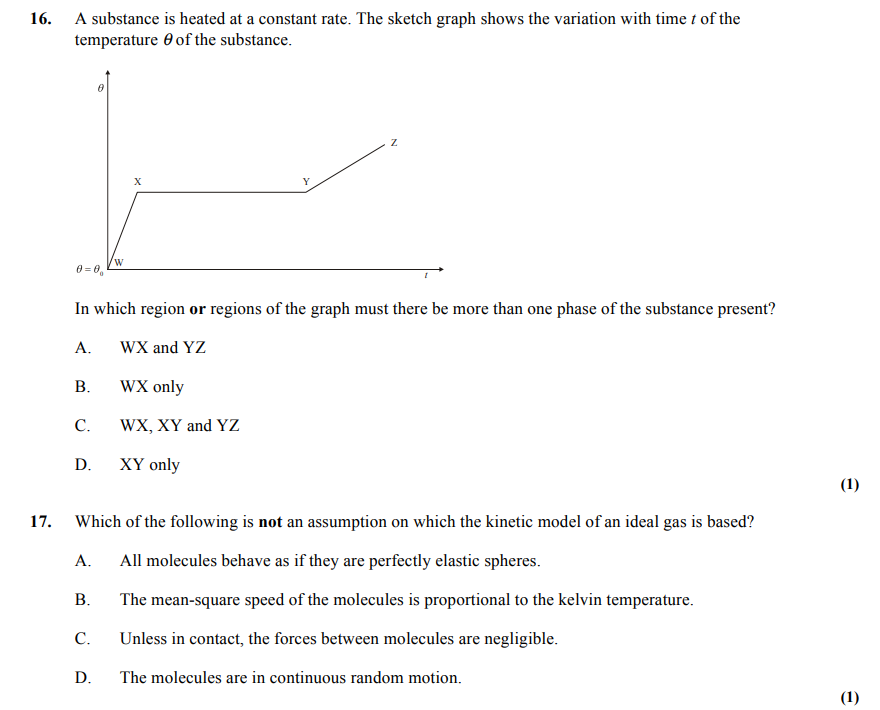 16. A substance is heated at a constant rate. The sketch graph shows the variation with time t of the
temperature θ of the substance.
θ
Z
X
Y
W
θ = θ₀
t
In which region or regions of the graph must there be more than one phase of the substance present?
A. WX and YZ
B. WX only
C. WX, XY and YZ
D. XY only
(1)
17. Which of the following is not an assumption on which the kinetic model of an ideal gas is based?
A. All molecules behave as if they are perfectly elastic spheres.
B. The mean-square speed of the molecules is proportional to the kelvin temperature.
C. Unless in contact, the forces between molecules are negligible.
D. The molecules are in continuous random motion.
(1)